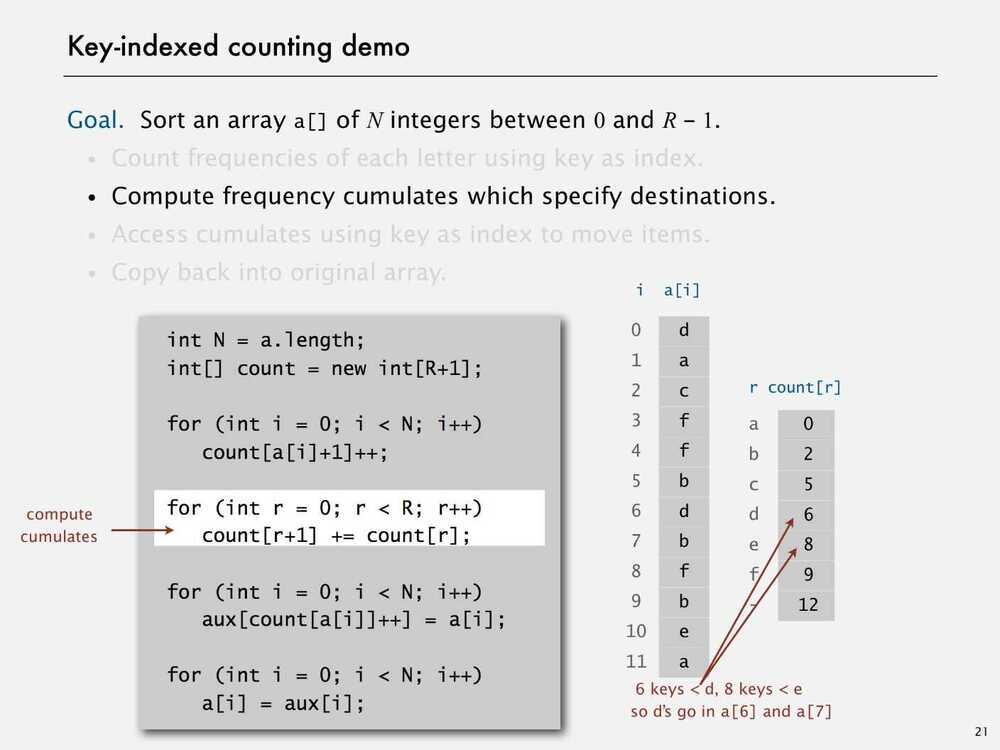 Key-indexed counting demo
Goal. Sort an array a[] of N integers between 0 and R – 1.
• Count frequencies of each letter using key as index.
• Compute frequency cumulates which specify destinations.
• Access cumulates using key as index to move items.
• Copy back into original array.
int N = a.length;
int[] count = new int[R+1];
for (int i = 0; i < N; i++)
count[a[i]+1]++;
for (int r = 0; r < R; r++)
count[r+1] += count[r];
for (int i = 0; i < N; i++)
aux[count[a[i]]++] = a[i];
for (int i = 0; i < N; i++)
a[i] = aux[i];
compute
cumulates
i a[i]
0 d
1 a
2 c
3 f
4 f
5 b
6 d
7 b
8 f
9 b
10 e
11 a
r count[r]
a 0
b 2
c 5
d 6
e 8
f 9
- 12
6 keys < d, 8 keys < e
so d's go in a[6] and a[7]
21